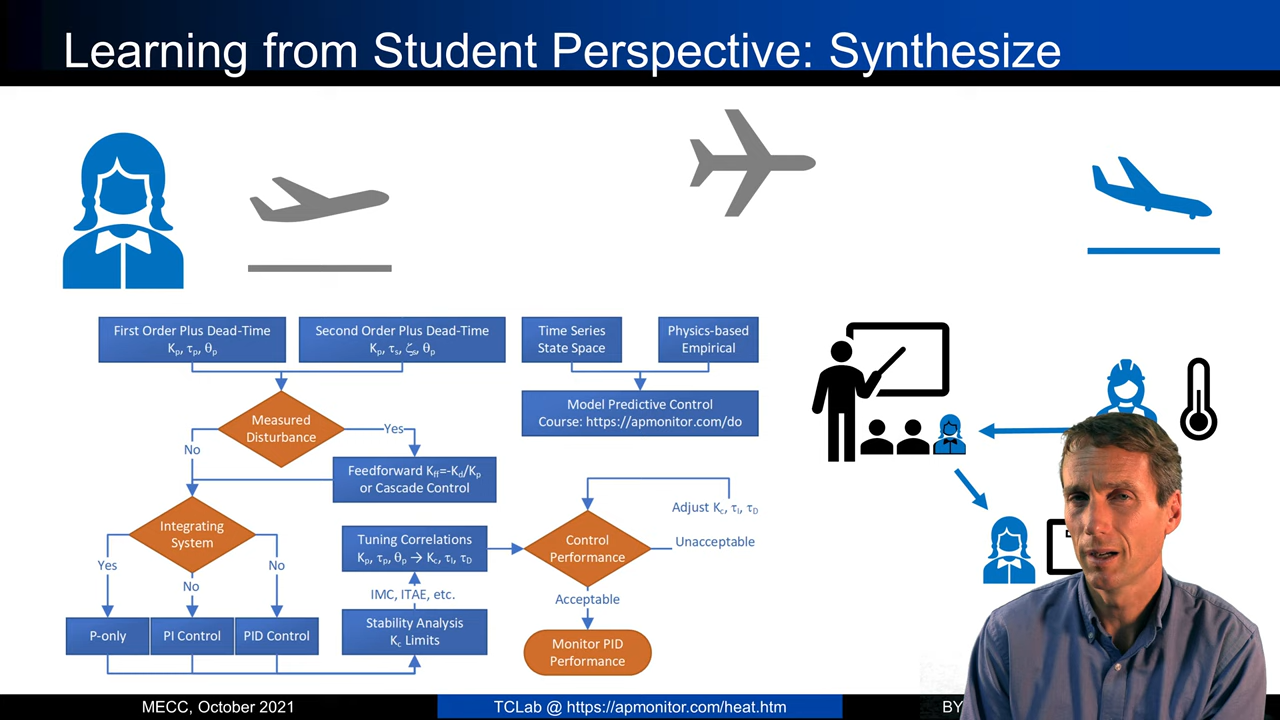 Learning from Student Perspective: Synthesize
First Order Plus Dead-Time
Kp, τp, θp
Second Order Plus Dead-Time
Kp, τs, ζs, θp
Time Series
State Space
Physics-based
Empirical
Model Predictive Control
Course: https://apmonitor.com/do
Measured
Disturbance
Yes
No
Feedforward Kff=-Kd/Kp
or Cascade Control
Integrating
System
Yes
No
No
P-only
PI Control
PID Control
Tuning Correlations
Kp, τp, θp → Kc, τI, τD
IMC, ITAE, etc.
Stability Analysis
Kc Limits
Control
Performance
Adjust Kc, τI, τD
Unacceptable
Acceptable
Monitor PID
Performance
MECC, October 2021
TCLab @ https://apmonitor.com/heat.htm
BY